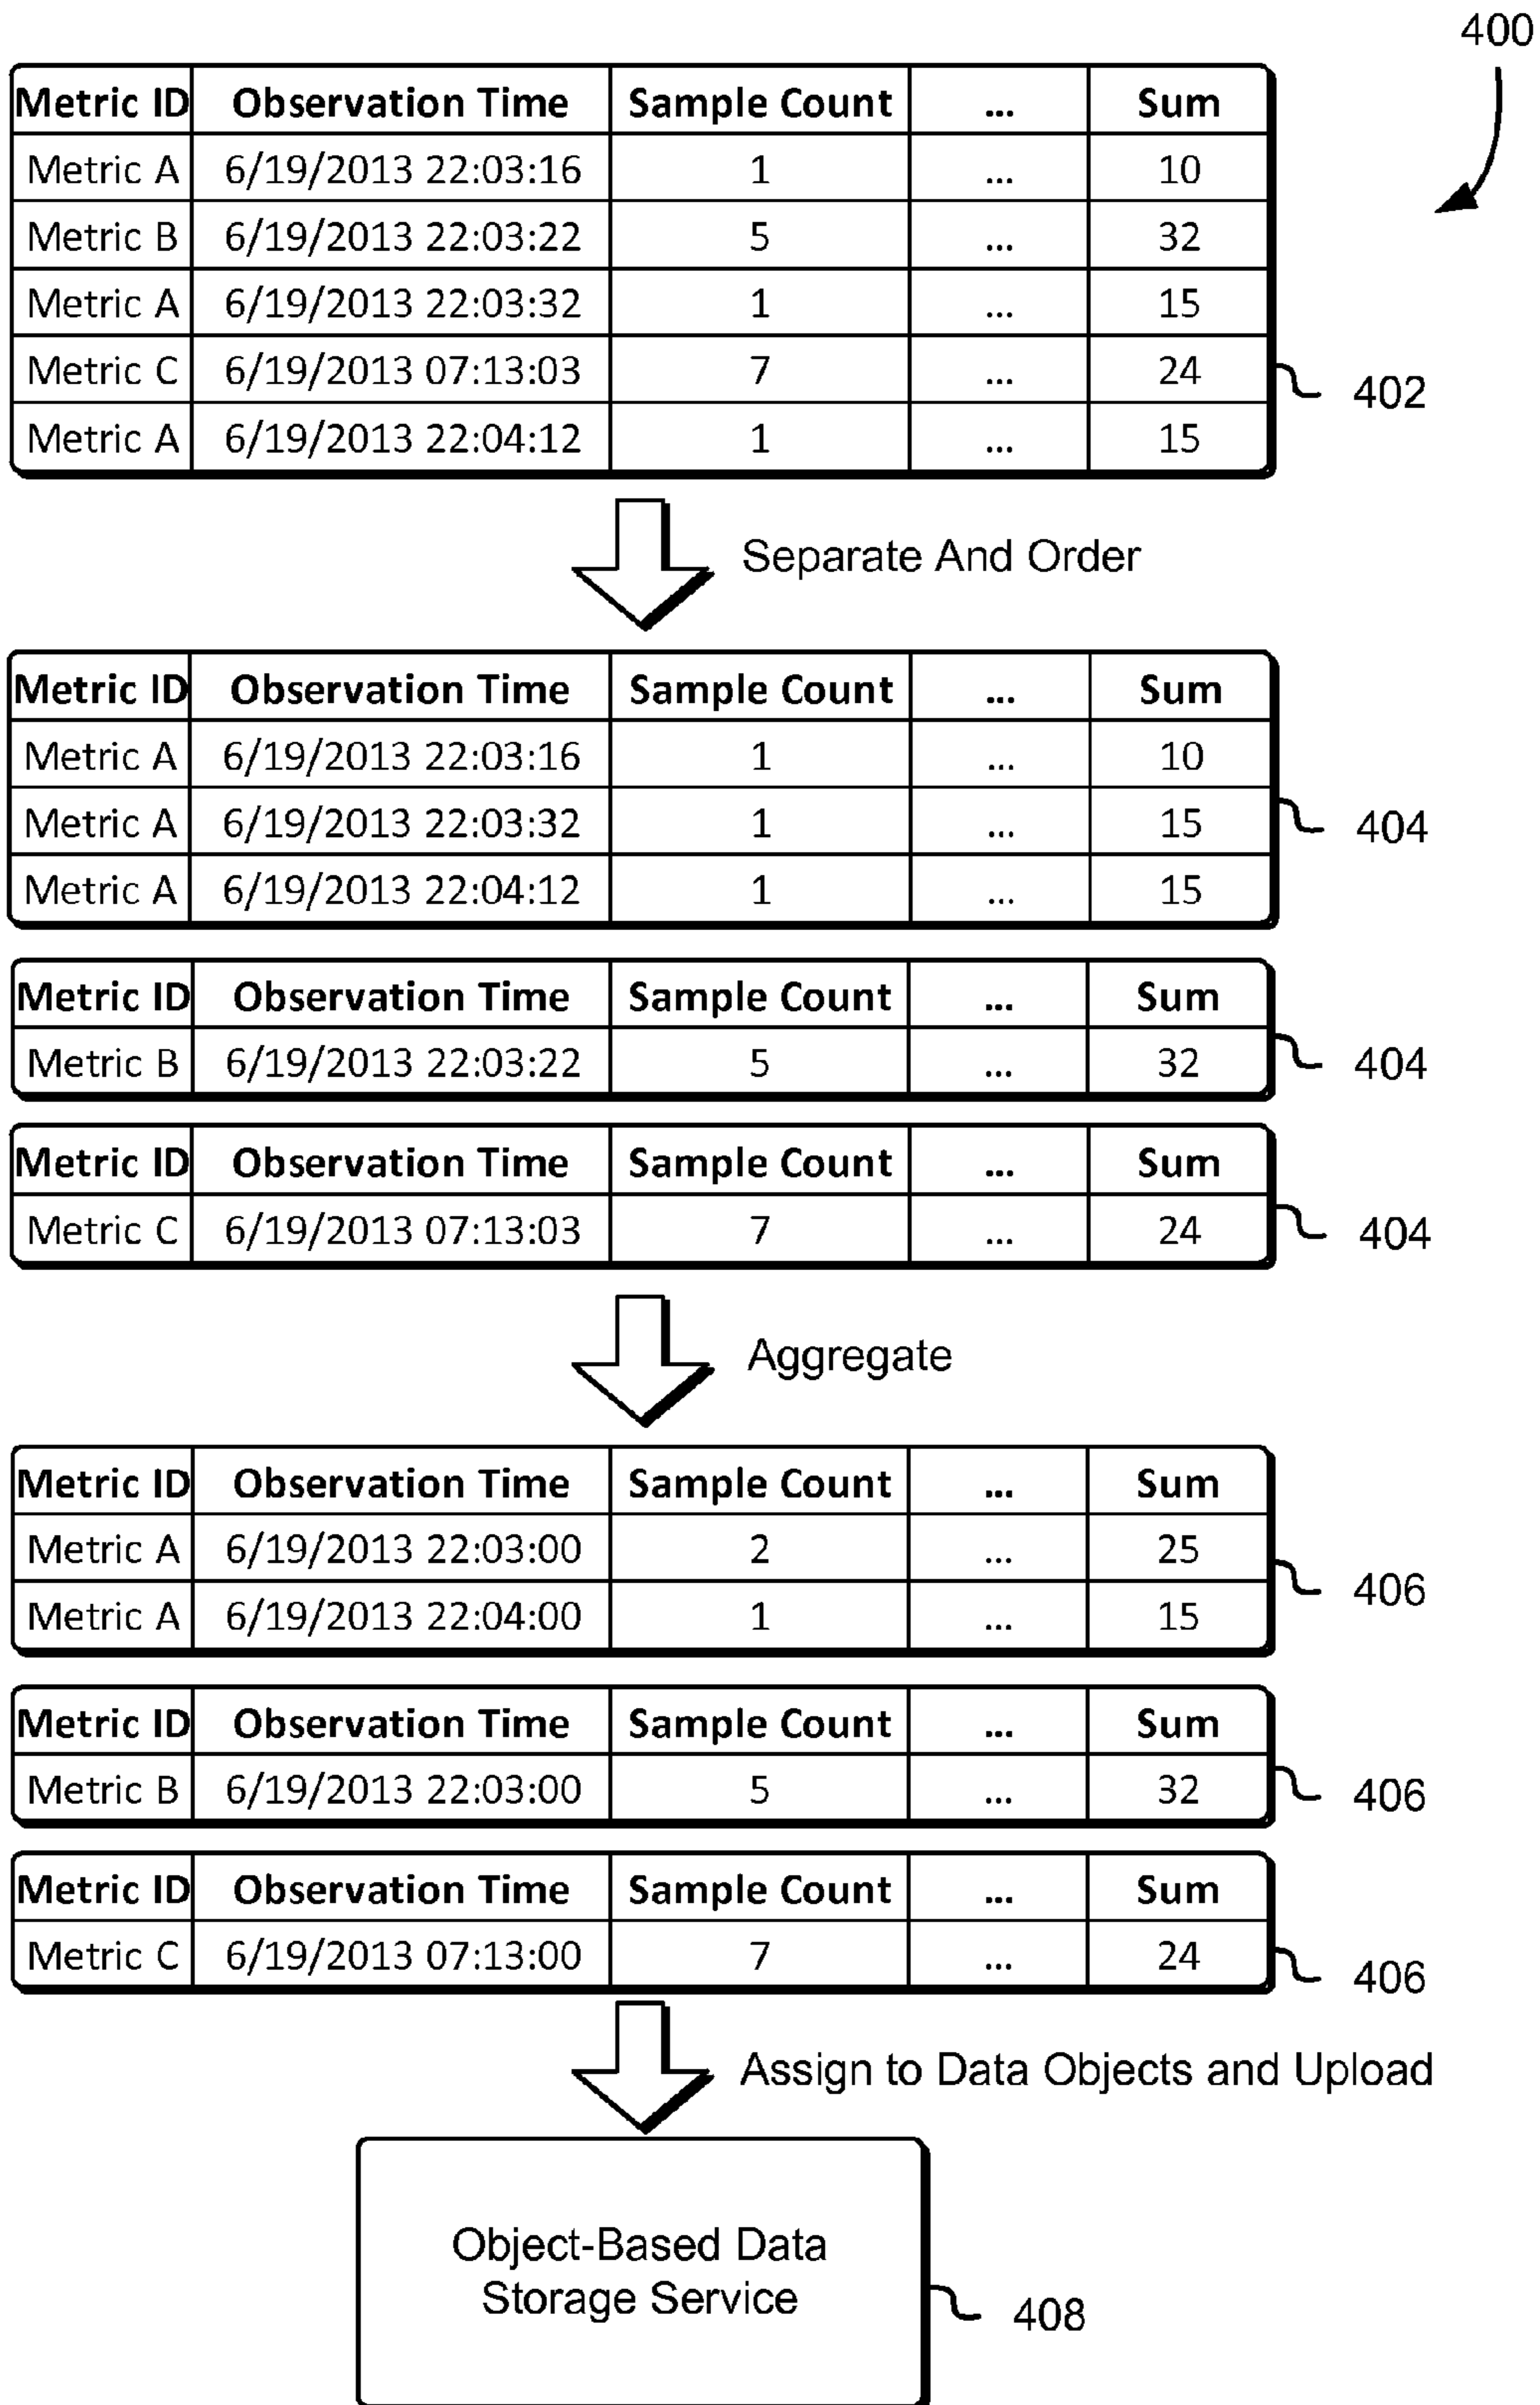 400
Metric ID Observation Time Sample Count ... Sum
Metric A 6/19/2013 22:03:16 1 ... 10
Metric B 6/19/2013 22:03:22 5 ... 32
Metric A 6/19/2013 22:03:32 1 ... 15
Metric C 6/19/2013 07:13:03 7 ... 24
402
Metric A 6/19/2013 22:04:12 1 ... 15
Separate And Order
Metric ID Observation Time Sample Count ... Sum
Metric A 6/19/2013 22:03:16 1 ... 10
Metric A 6/19/2013 22:03:32 1 ... 15
404
Metric A 6/19/2013 22:04:12 1 ... 15
Metric ID Observation Time Sample Count ... Sum
Metric B 6/19/2013 22:03:22 5 ... 32
404
Metric ID Observation Time Sample Count ... Sum
Metric C 6/19/2013 07:13:03 7 ... 24
404
Aggregate
Metric ID Observation Time Sample Count ... Sum
Metric A 6/19/2013 22:03:00 2 ... 25
406
Metric A 6/19/2013 22:04:00 1 ... 15
Metric ID Observation Time Sample Count ... Sum
Metric B 6/19/2013 22:03:00 5 ... 32
406
Metric ID Observation Time Sample Count ... Sum
Metric C 6/19/2013 07:13:00 7 ... 24
406
Assign to Data Objects and Upload
Object-Based Data
Storage Service
408